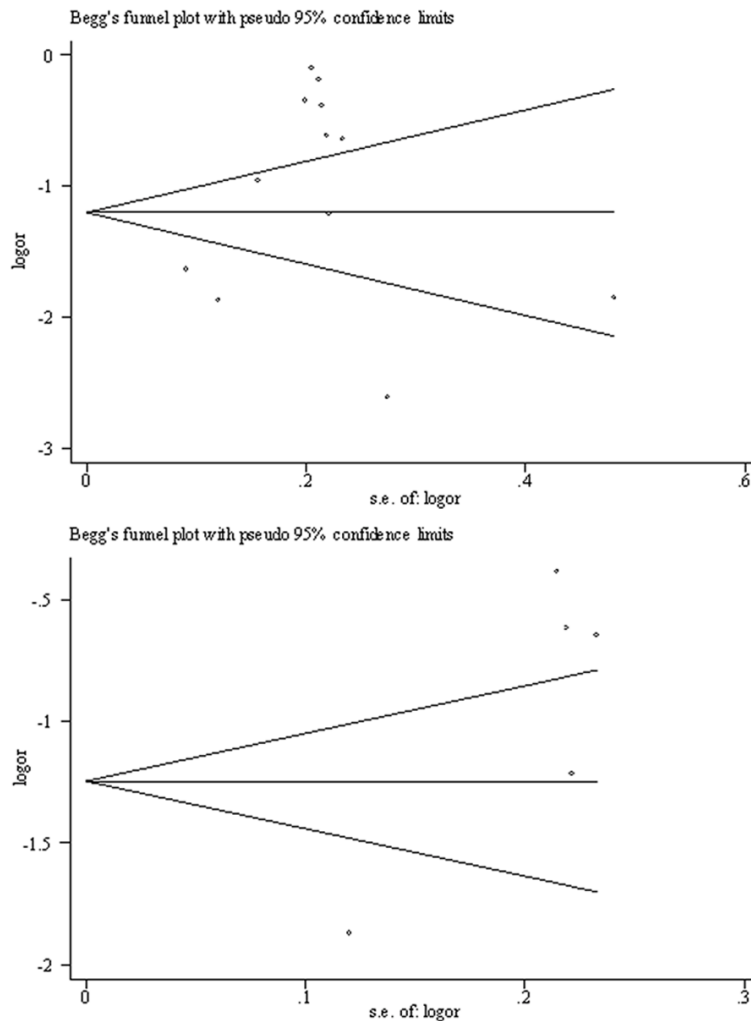 Begg's funnel plot with pseudo 95% confidence limits
0
-1
-2
-3
logor
0
.2
.4
.6
s.e. of: logor
Begg's funnel plot with pseudo 95% confidence limits
-.5
-1
-1.5
-2
logor
0
.1
.2
.3
s.e. of: logor